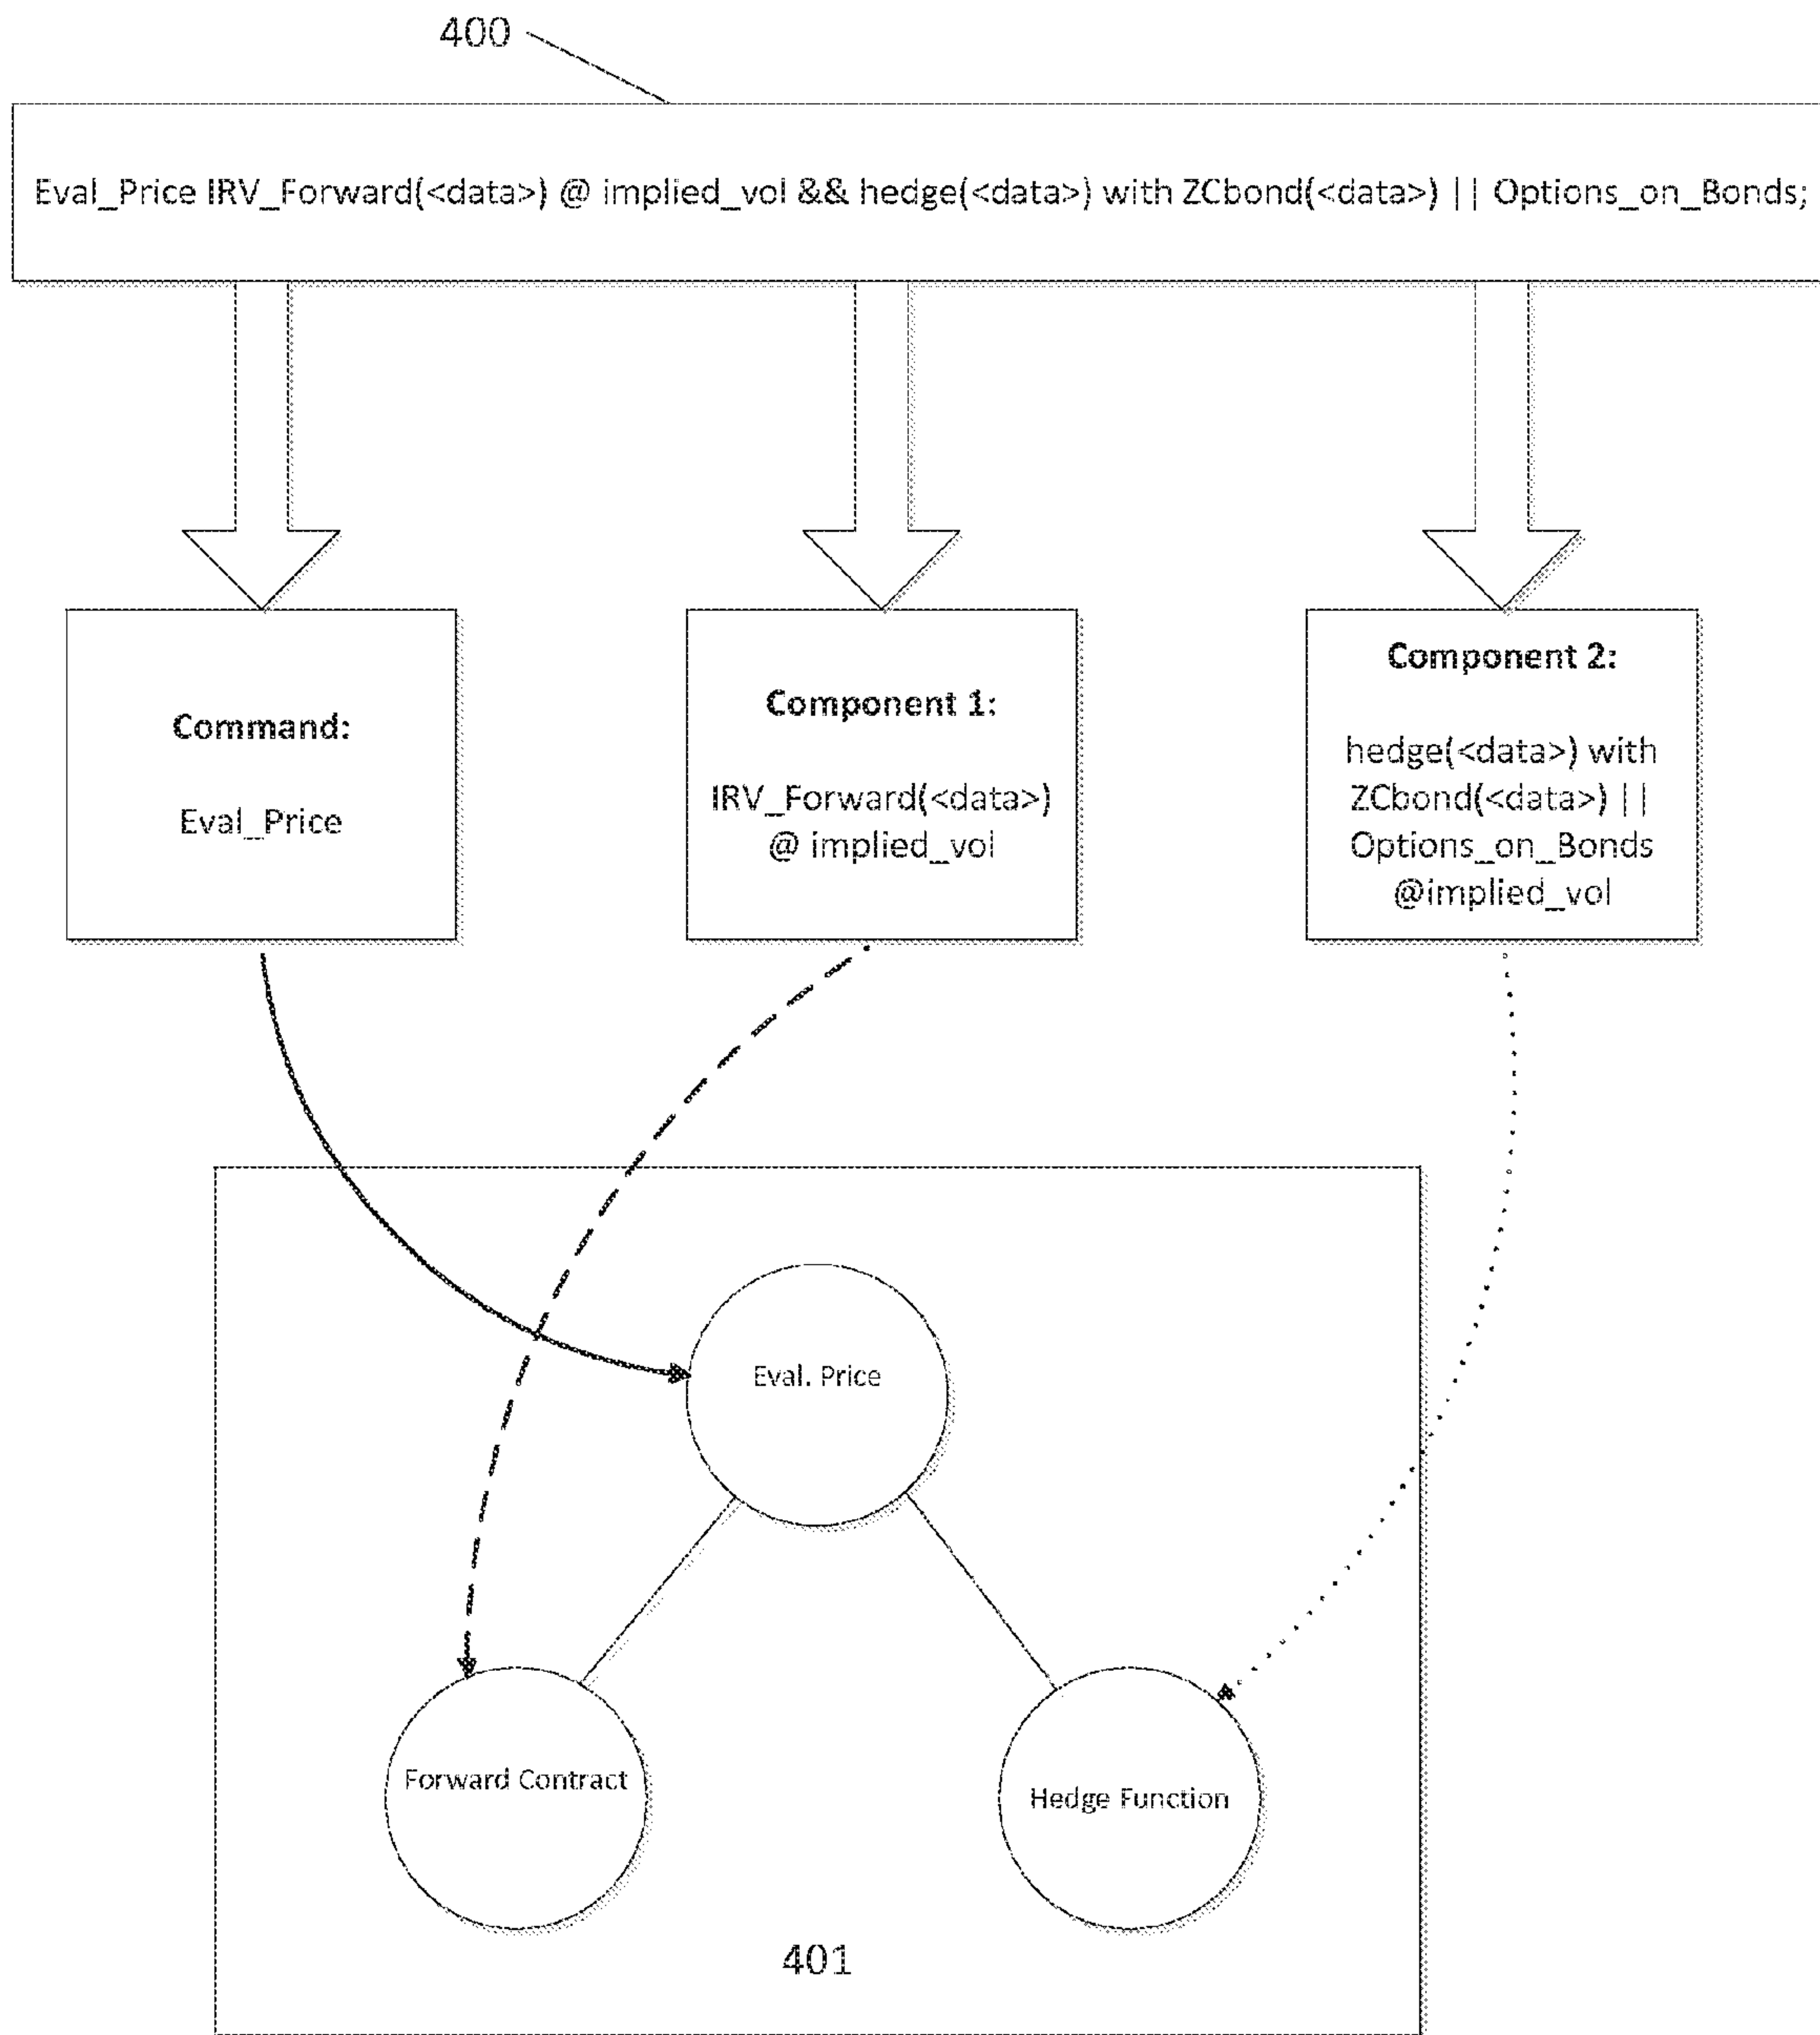 400
Eval_Price IRV_Forward(<data>) @ implied_vol && hedge(<data>) with ZCbond(<data>) || Options_on_Bonds;
Command:
Eval_Price
Component 1:
IRV_Forward(<data>)
@ implied_vol
Component 2:
hedge(<data>) with
ZCbond(<data>) ||
Options_on_Bonds
@implied_vol
Eval. Price
Forward Contract
Hedge Function
401